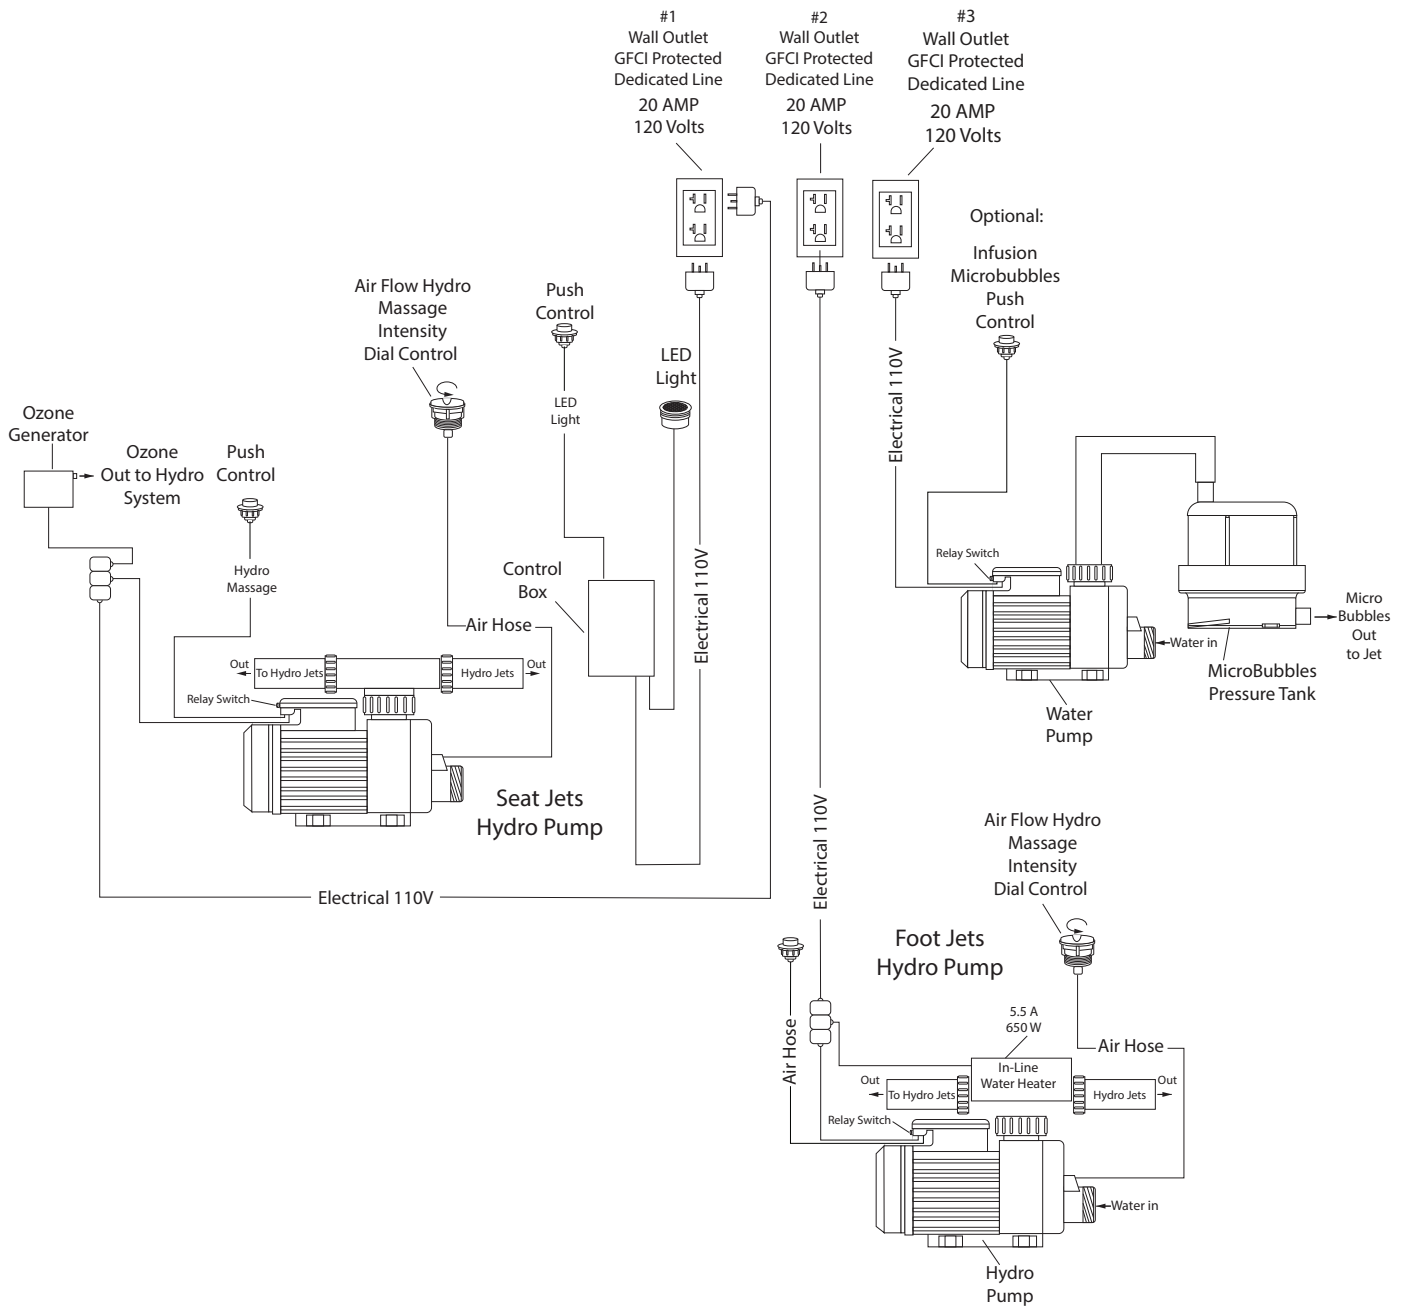 #1
Wall Outlet
GFCI Protected
Dedicated Line
20 AMP
120 Volts
#2
Wall Outlet
GFCI Protected
Dedicated Line
20 AMP
120 Volts
#3
Wall Outlet
GFCI Protected
Dedicated Line
20 AMP
120 Volts
Optional:
Infusion
Microbubbles
Push
Control
Air Flow Hydro
Massage
Intensity
Dial Control
Push
Control
LED
Light
LED
Light
Electrical 110V
Ozone
Generator
Ozone
Out to Hydro
System
Push
Control
Hydro
Massage
Control
Box
Electrical 110V
Relay Switch
Air Hose
Out
To Hydro Jets
Hydro Jets
Out
Relay Switch
Micro
Bubbles
Out
to Jet
Water in
MicroBubbles
Pressure Tank
Water
Pump
Seat Jets
Hydro Pump
Electrical 110V
Electrical 110V
Air Flow Hydro
Massage
Intensity
Dial Control
Foot Jets
Hydro Pump
5.5 A
650 W
Air Hose
Air Hose
In-Line
Water Heater
Out
To Hydro Jets
Hydro Jets
Out
Relay Switch
Water in
Hydro
Pump